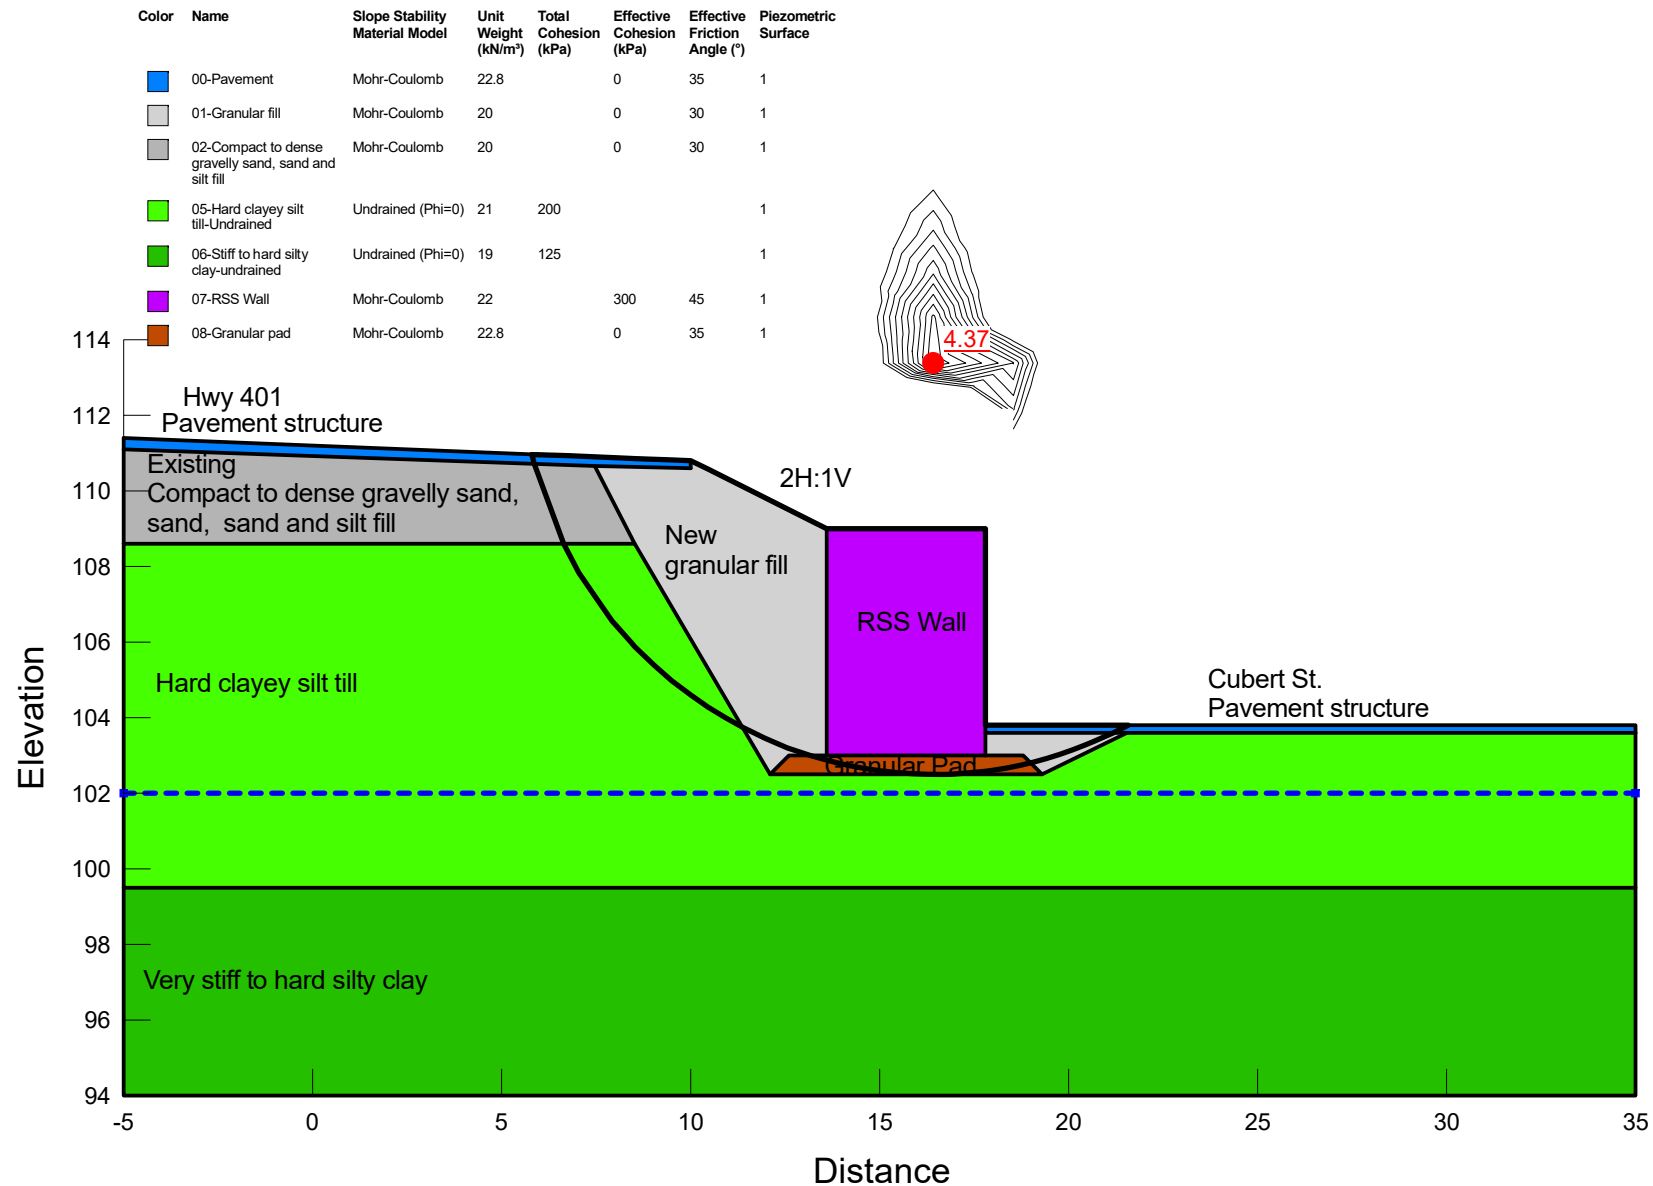 Color Name Slope Stability Material Model Unit Weight (kN/m³) Total Cohesion (kPa) Effective Cohesion (kPa) Effective Friction Angle (°) Piezometric Surface
00-Pavement Mohr-Coulomb 22.8 0 35 1
01-Granular fill Mohr-Coulomb 20 0 30 1
02-Compact to dense gravelly sand, sand and silt fill Mohr-Coulomb 20 0 30 1
05-Hard clayey silt till-Undrained Undrained (Phi=0) 21 200 1
06-Stiff to hard silty clay-undrained Undrained (Phi=0) 19 125 1
07-RSS Wall Mohr-Coulomb 22 300 45 1
08-Granular pad Mohr-Coulomb 22.8 0 35 1
4.37
Hwy 401
Pavement structure
Existing
Compact to dense gravelly sand,
sand, sand and silt fill
2H:1V
New
granular fill
RSS Wall
Hard clayey silt till
Cubert St.
Pavement structure
Granular Pad
Very stiff to hard silty clay
Elevation
114
112
110
108
106
104
102
100
98
96
94
-5 0 5 10 15 20 25 30 35
Distance